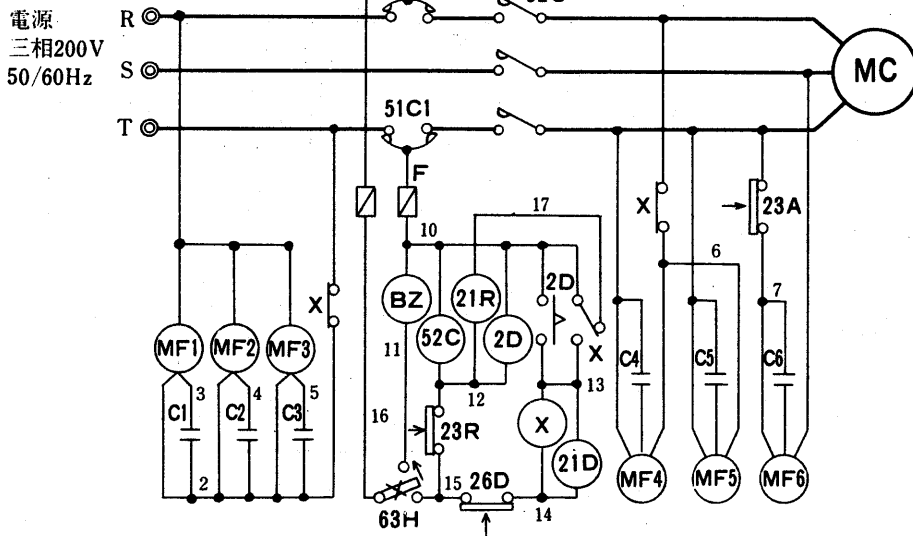 電源
三相200V
50/60Hz
R
S
T
MC
51C1
F
17
10
X
23A
6
7
BZ
21R
2D
2D
X
52C
11
X
MF1
MF2
MF3
3
4
5
C1
C2
C3
12
13
C4
C5
C6
16
23R
X
21D
MF4
MF5
MF6
2
15
26D
14
63H